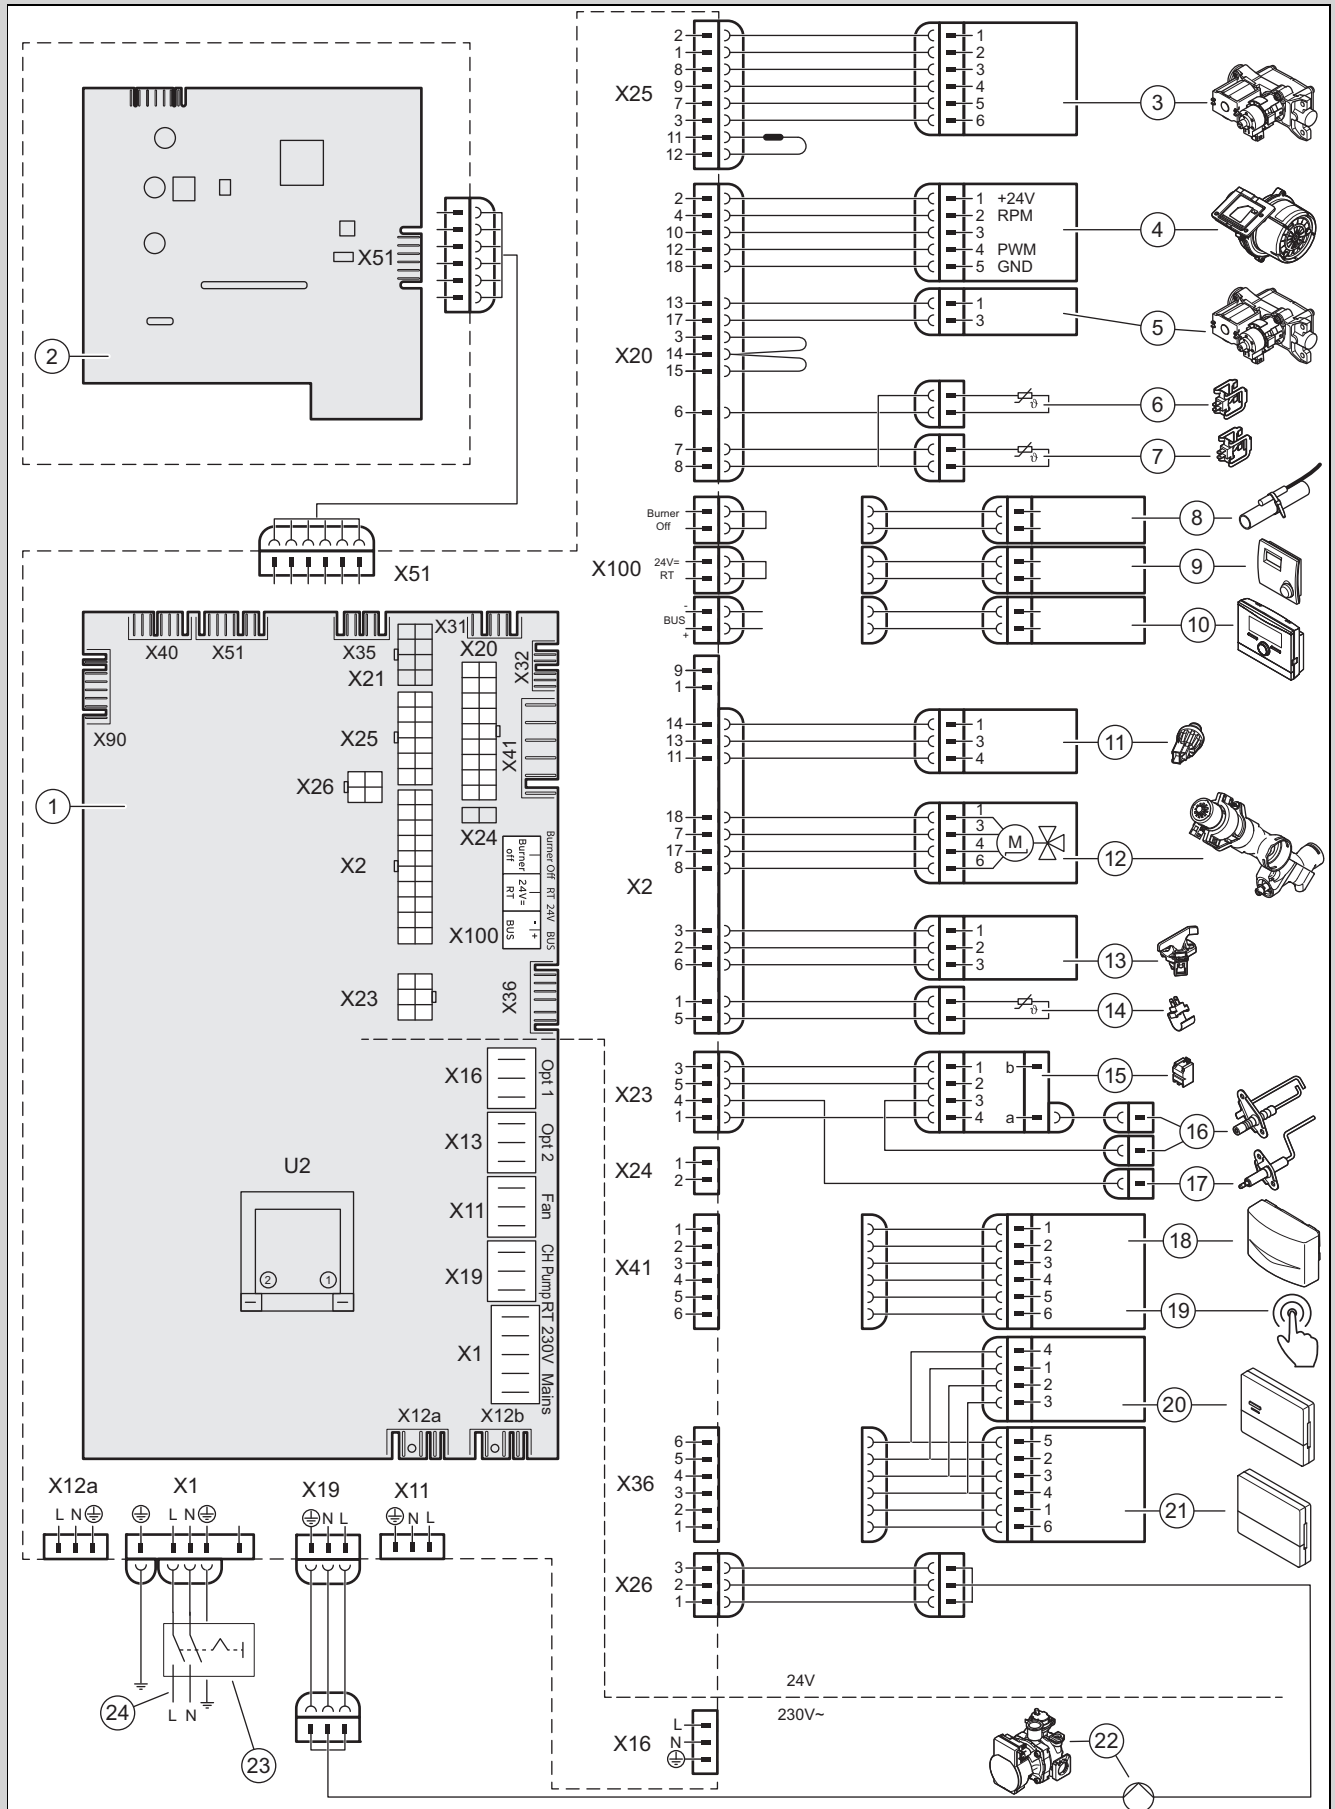 X51
2
X51
X40
X51
X35
X31
X21
X20
X32
X90
X25
X26
X41
1
X24
X2
Burner off
24V= RT
BUS
- +
Burner Off RT 24V BUS
X100
X23
X36
X16
Opt 1
X13
Opt 2
U2
X11
Fan
2
1
X19
CH Pump
X1
RT 230V
Mains
X12a
X12b
X12a
L N
X1
L N
X19
N L
X11
N L
24
L N
23
X25
2
1
8
9
7
3
11
12
1
2
3
4
5
6
3
X20
2
4
10
12
18
13
17
3
14
15
6
7
8
1 +24V
2 RPM
3
4 PWM
5 GND
4
1
3
5
ϑ
6
ϑ
7
X100
Burner Off
24V= RT
-
BUS
+
8
9
10
X2
9
1
14
13
11
18
7
17
8
3
2
6
1
5
1
3
4
11
1
3
4
6
M
12
1
2
3
13
ϑ
14
X23
3
5
4
1
1
2
3
4
b
a
15
16
17
X24
1
2
X41
1
2
3
4
5
6
1
2
3
4
5
6
18
19
4
1
2
3
20
X36
6
5
4
3
2
1
5
2
3
4
1
6
21
X26
3
2
1
24V
230V~
X16
L
N
22